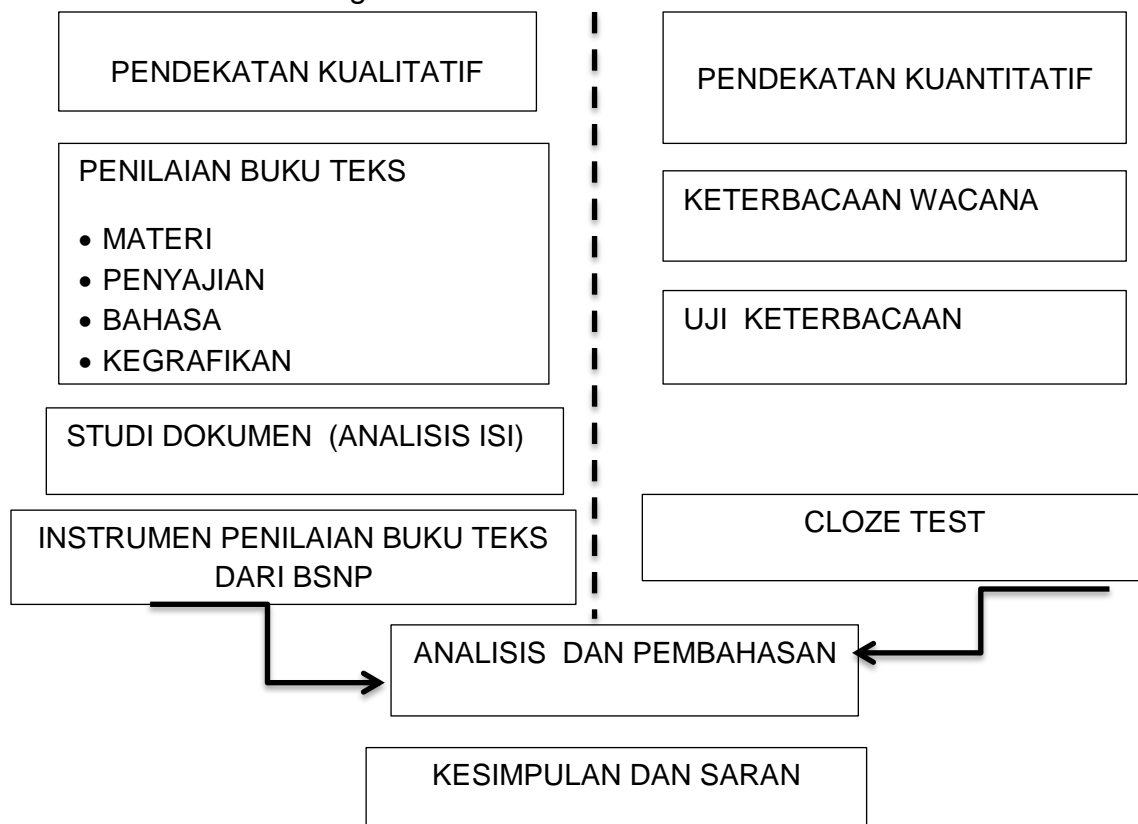 PENDEKATAN KUALITATIF
PENILAIAN BUKU TEKS
• MATERI
• PENYAJIAN
• BAHASA
• KEGRAFIKAN
STUDI DOKUMEN (ANALISIS ISI)
INSTRUMEN PENILAIAN BUKU TEKS
DARI BSNP
PENDEKATAN KUANTITATIF
KETERBACAAN WACANA
UJI KETERBACAAN
CLOZE TEST
ANALISIS DAN PEMBAHASAN
KESIMPULAN DAN SARAN